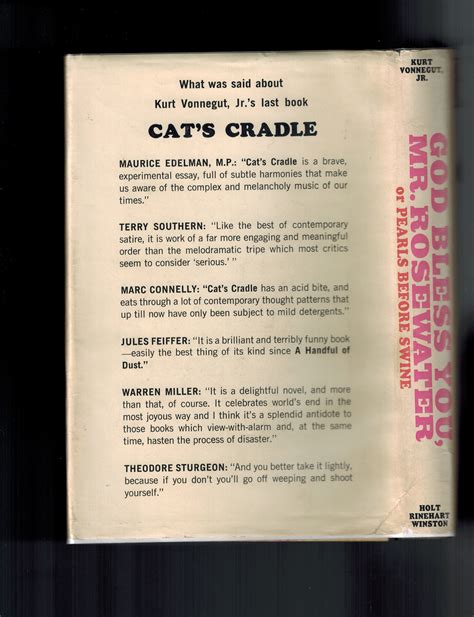 What was said about
Kurt Vonnegut, Jr.'s last book
CAT'S CRADLE
MAURICE EDELMAN, M.P.: "Cat's Cradle is a brave,
experimental essay, full of subtle harmonies that make
us aware of the complex and melancholy music of our
times."
TERRY SOUTHERN: "Like the best of contemporary
satire, it is work of a far more engaging and meaningful
order than the melodramatic tripe which most critics
seem to consider 'serious.' "
MARC CONNELLY: "Cat's Cradle has an acid bite, and
eats through a lot of contemporary thought patterns that
up till now have only been subject to mild detergents."
JULES FEIFFER: "It is a brilliant and terribly funny book
—easily the best thing of its kind since A Handful of
Dust."
WARREN MILLER: "It is a delightful novel, and more
than that, of course. It celebrates world's end in the
most joyous way and I think it's a splendid antidote to
those books which view-with-alarm and, at the same
time, hasten the process of disaster."
THEODORE STURGEON: "And you better take it lightly,
because if you don't you'll go off weeping and shoot
yourself."
KURT
VONNEGUT,
JR.
GOD BLESS YOU,
MR. ROSEWATER
or PEARLS BEFORE SWINE
HOLT
RINEHART
WINSTON